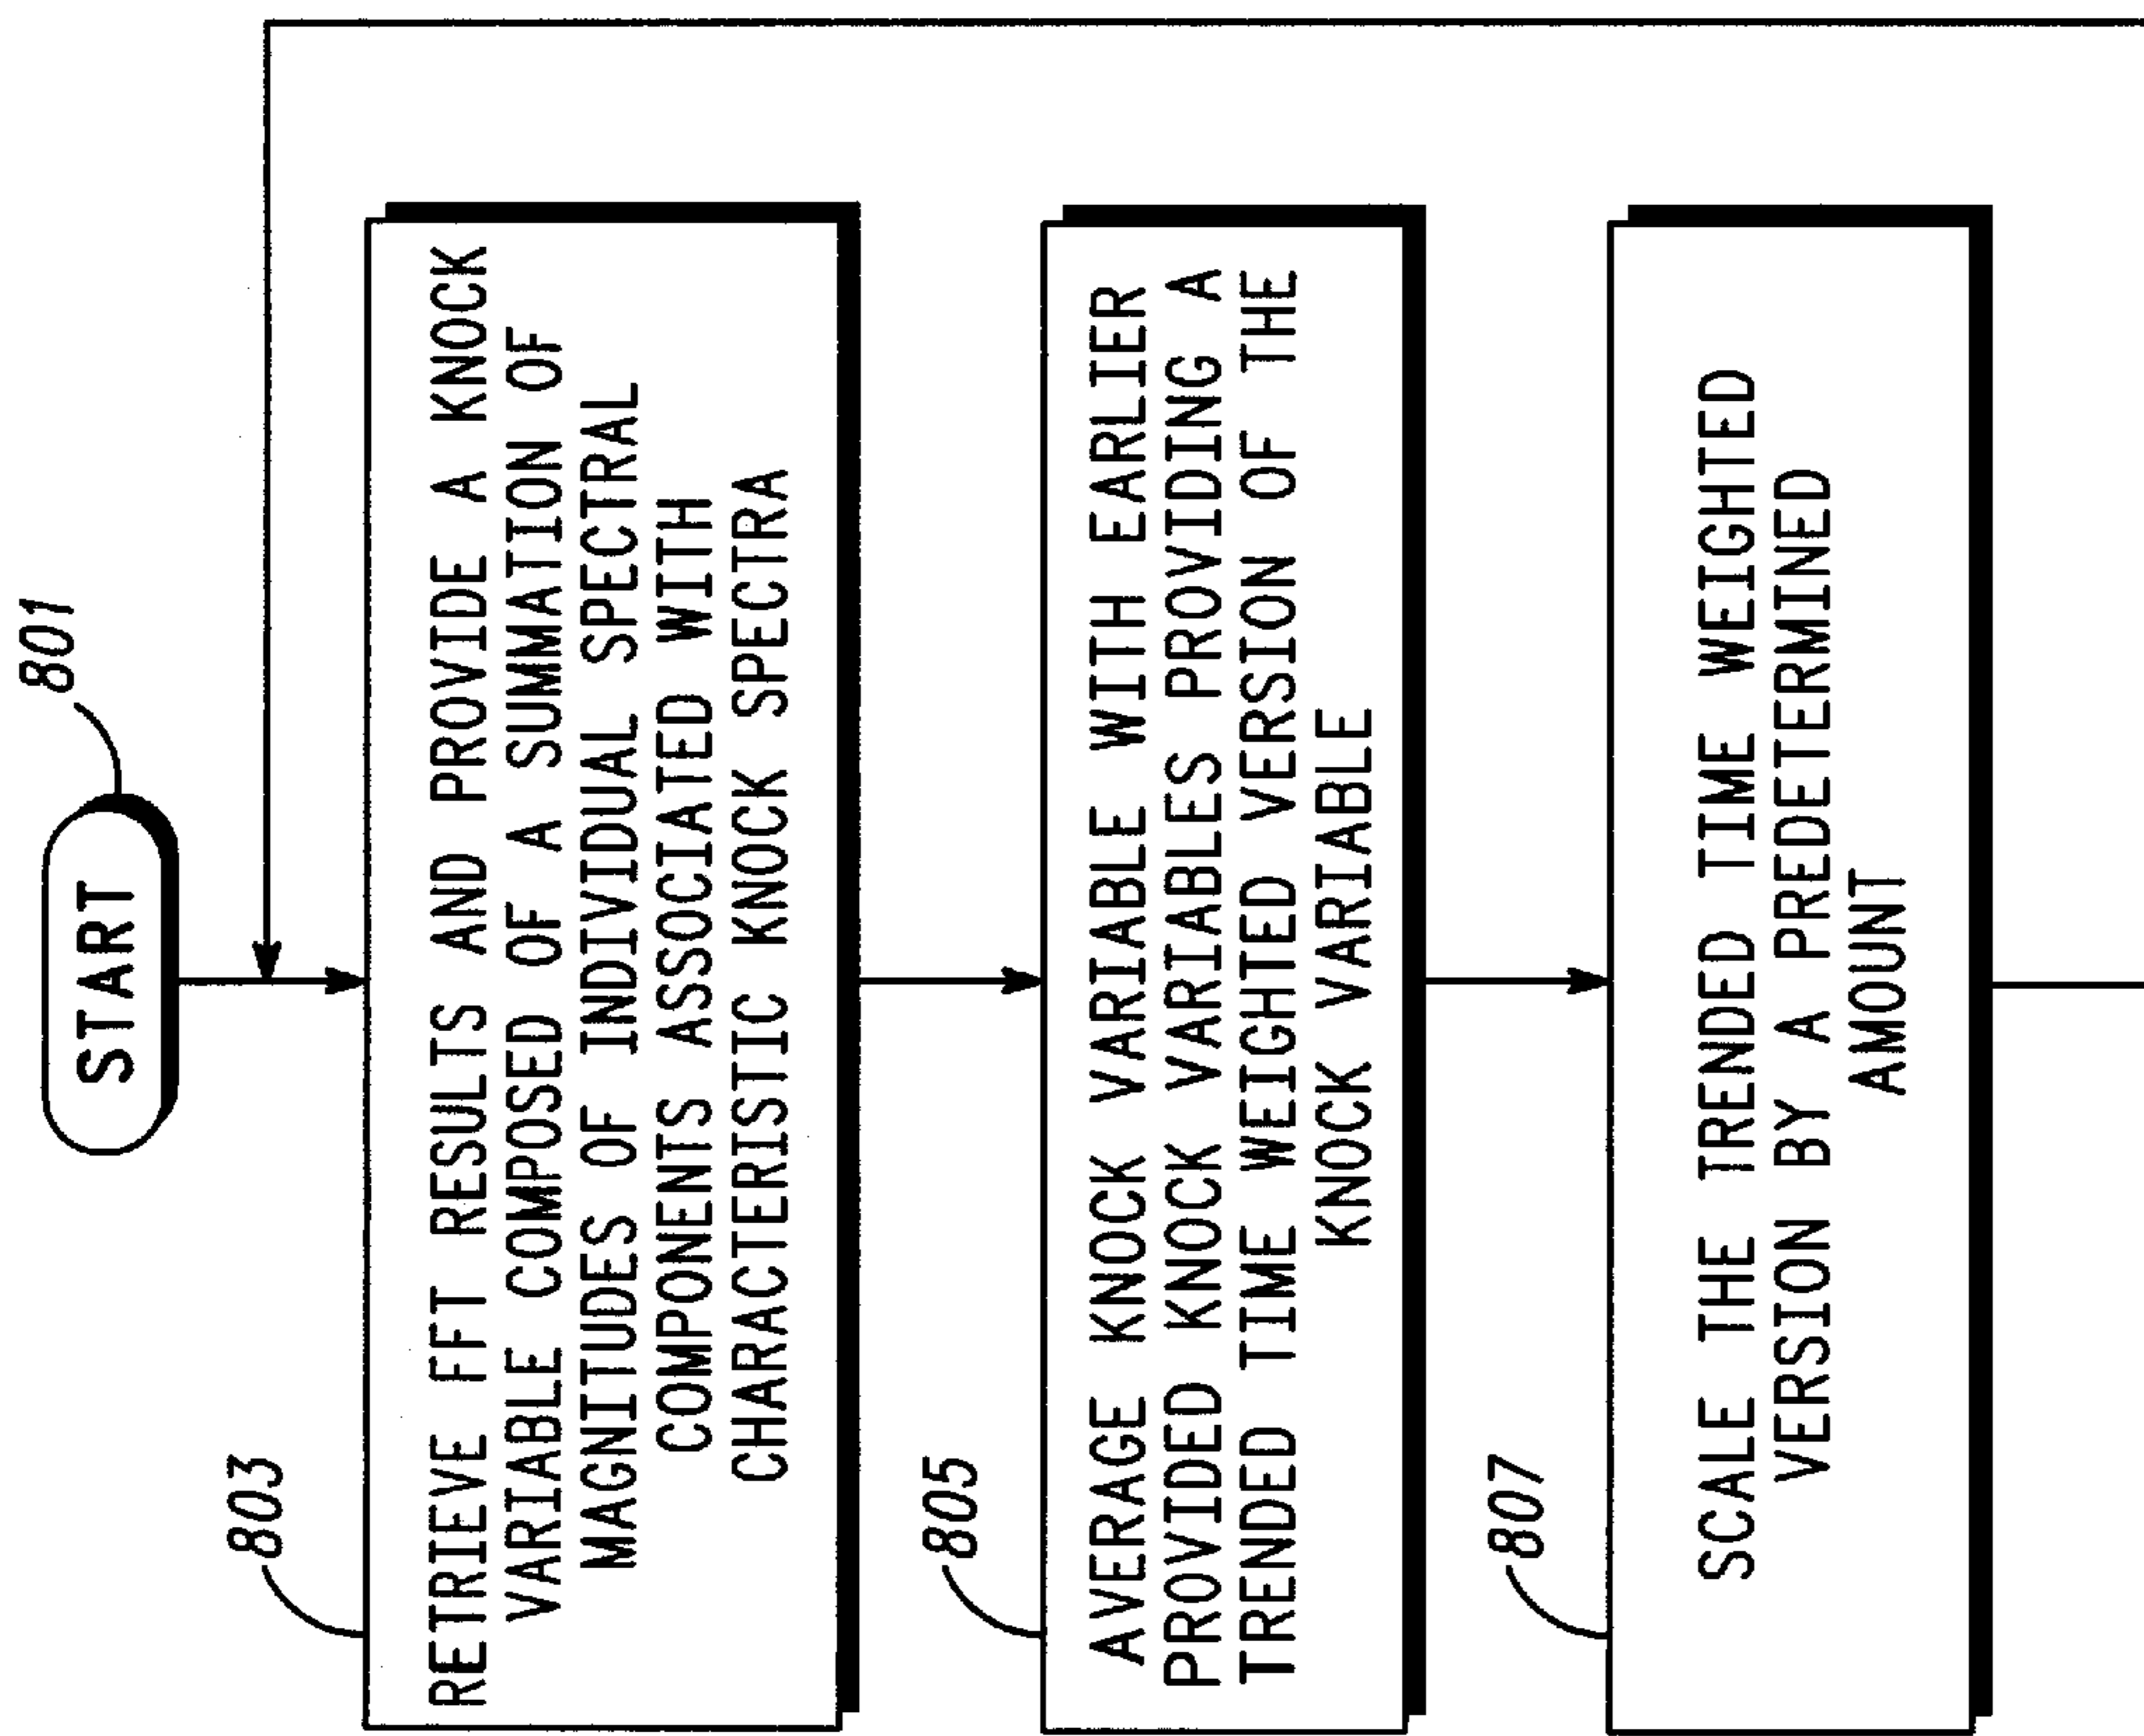 801
START
803
RETRIEVE FFT RESULTS AND PROVIDE A KNOCK
VARIABLE COMPOSED OF A SUMMATION OF
MAGNITUDES OF INDIVIDUAL SPECTRAL
COMPONENTS ASSOCIATED WITH
CHARACTERISTIC KNOCK SPECTRA
805
AVERAGE KNOCK VARIABLE WITH EARLIER
PROVIDED KNOCK VARIABLES PROVIDING A
TRENDED TIME WEIGHTED VERSION OF THE
KNOCK VARIABLE
807
SCALE THE TRENDED TIME WEIGHTED
VERSION BY A PREDETERMINED
AMOUNT